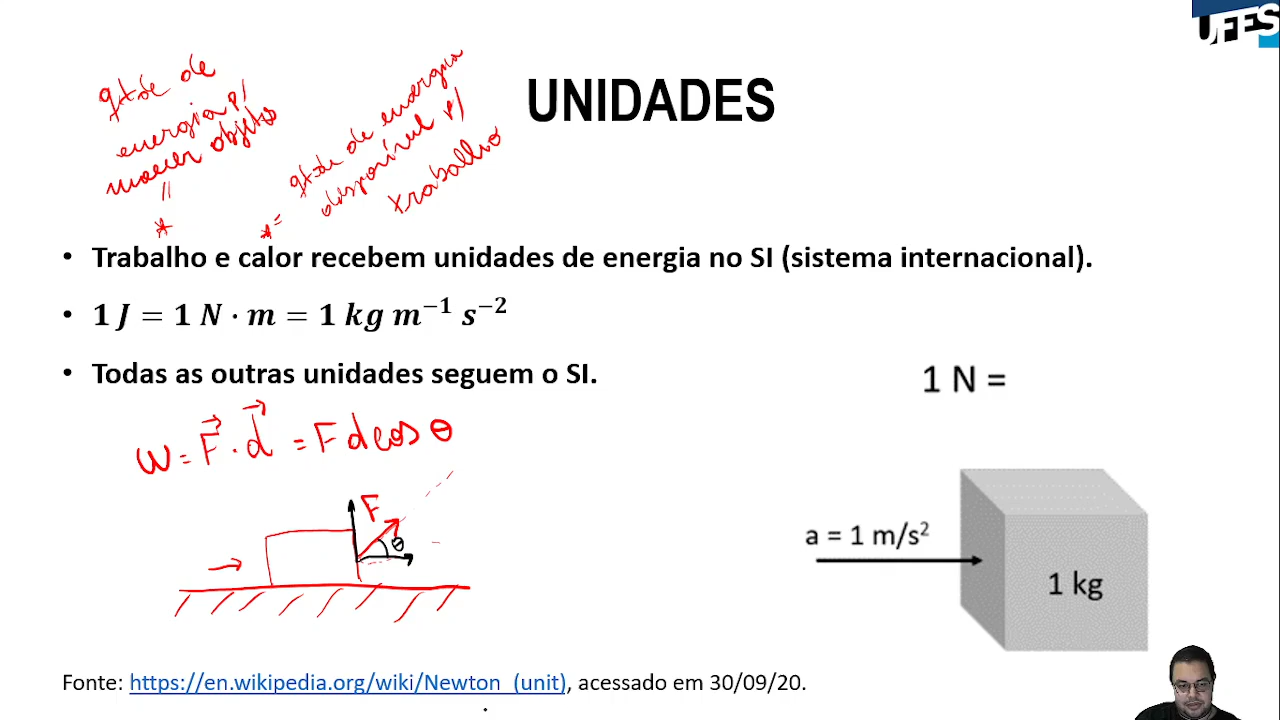 UFES
UNIDADES
qtde de
energia p/
mover objeto
"
*
*= qtde de energia
disponível p/
trabalho
• Trabalho e calor recebem unidades de energia no SI (sistema internacional).
• 1 J = 1 N · m = 1 kg m⁻¹ s⁻²
• Todas as outras unidades seguem o SI.
1 N =
W = F · d = F d cos θ
F
θ
a = 1 m/s²
1 kg
Fonte: https://en.wikipedia.org/wiki/Newton_(unit), acessado em 30/09/20.